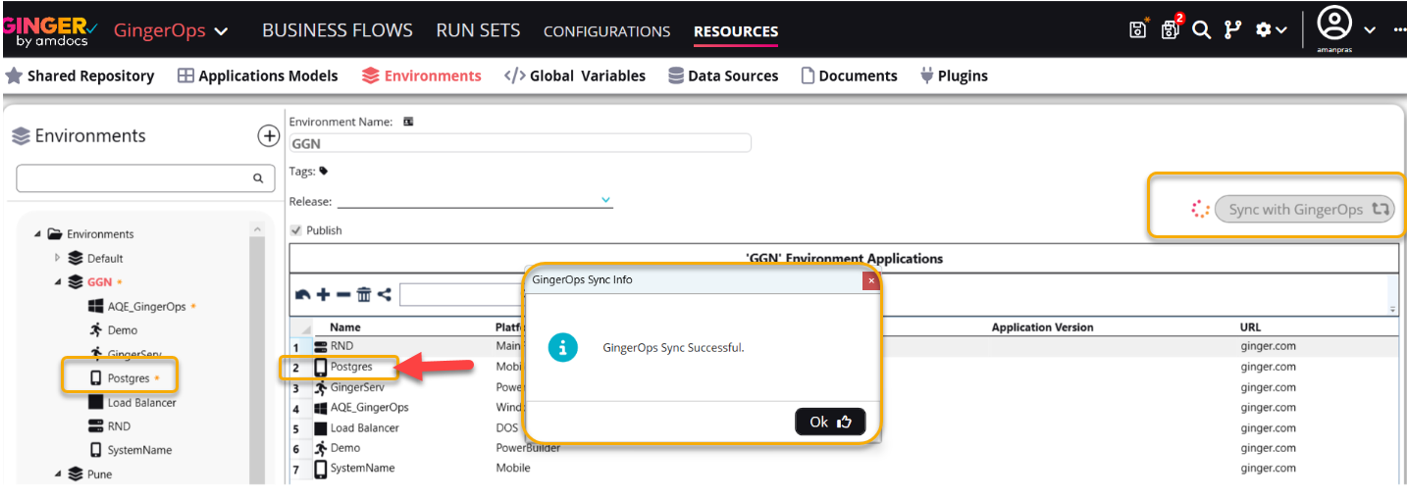 GINGER
by amdocs
GingerOps
BUSINESS FLOWS
RUN SETS
CONFIGURATIONS
RESOURCES
2
amanpras
Shared Repository
Applications Models
Environments
</> Global Variables
Data Sources
Documents
Plugins
Environments
Environment Name:
GGN
Tags:
Release:
Sync with GingerOps
Publish
Environments
Default
GGN *
AQE_GingerOps *
Demo
GingerServ
Postgres *
Load Balancer
RND
SystemName
Pune
'GGN' Environment Applications
GingerOps Sync Info
GingerOps Sync Successful.
Ok
Name Application Version URL
1 RND Main ginger.com
2 Postgres Mobi ginger.com
3 GingerServ Powe ginger.com
4 AQE_GingerOps Wind ginger.com
5 Load Balancer DOS ginger.com
6 Demo PowerBuilder ginger.com
7 SystemName Mobile ginger.com